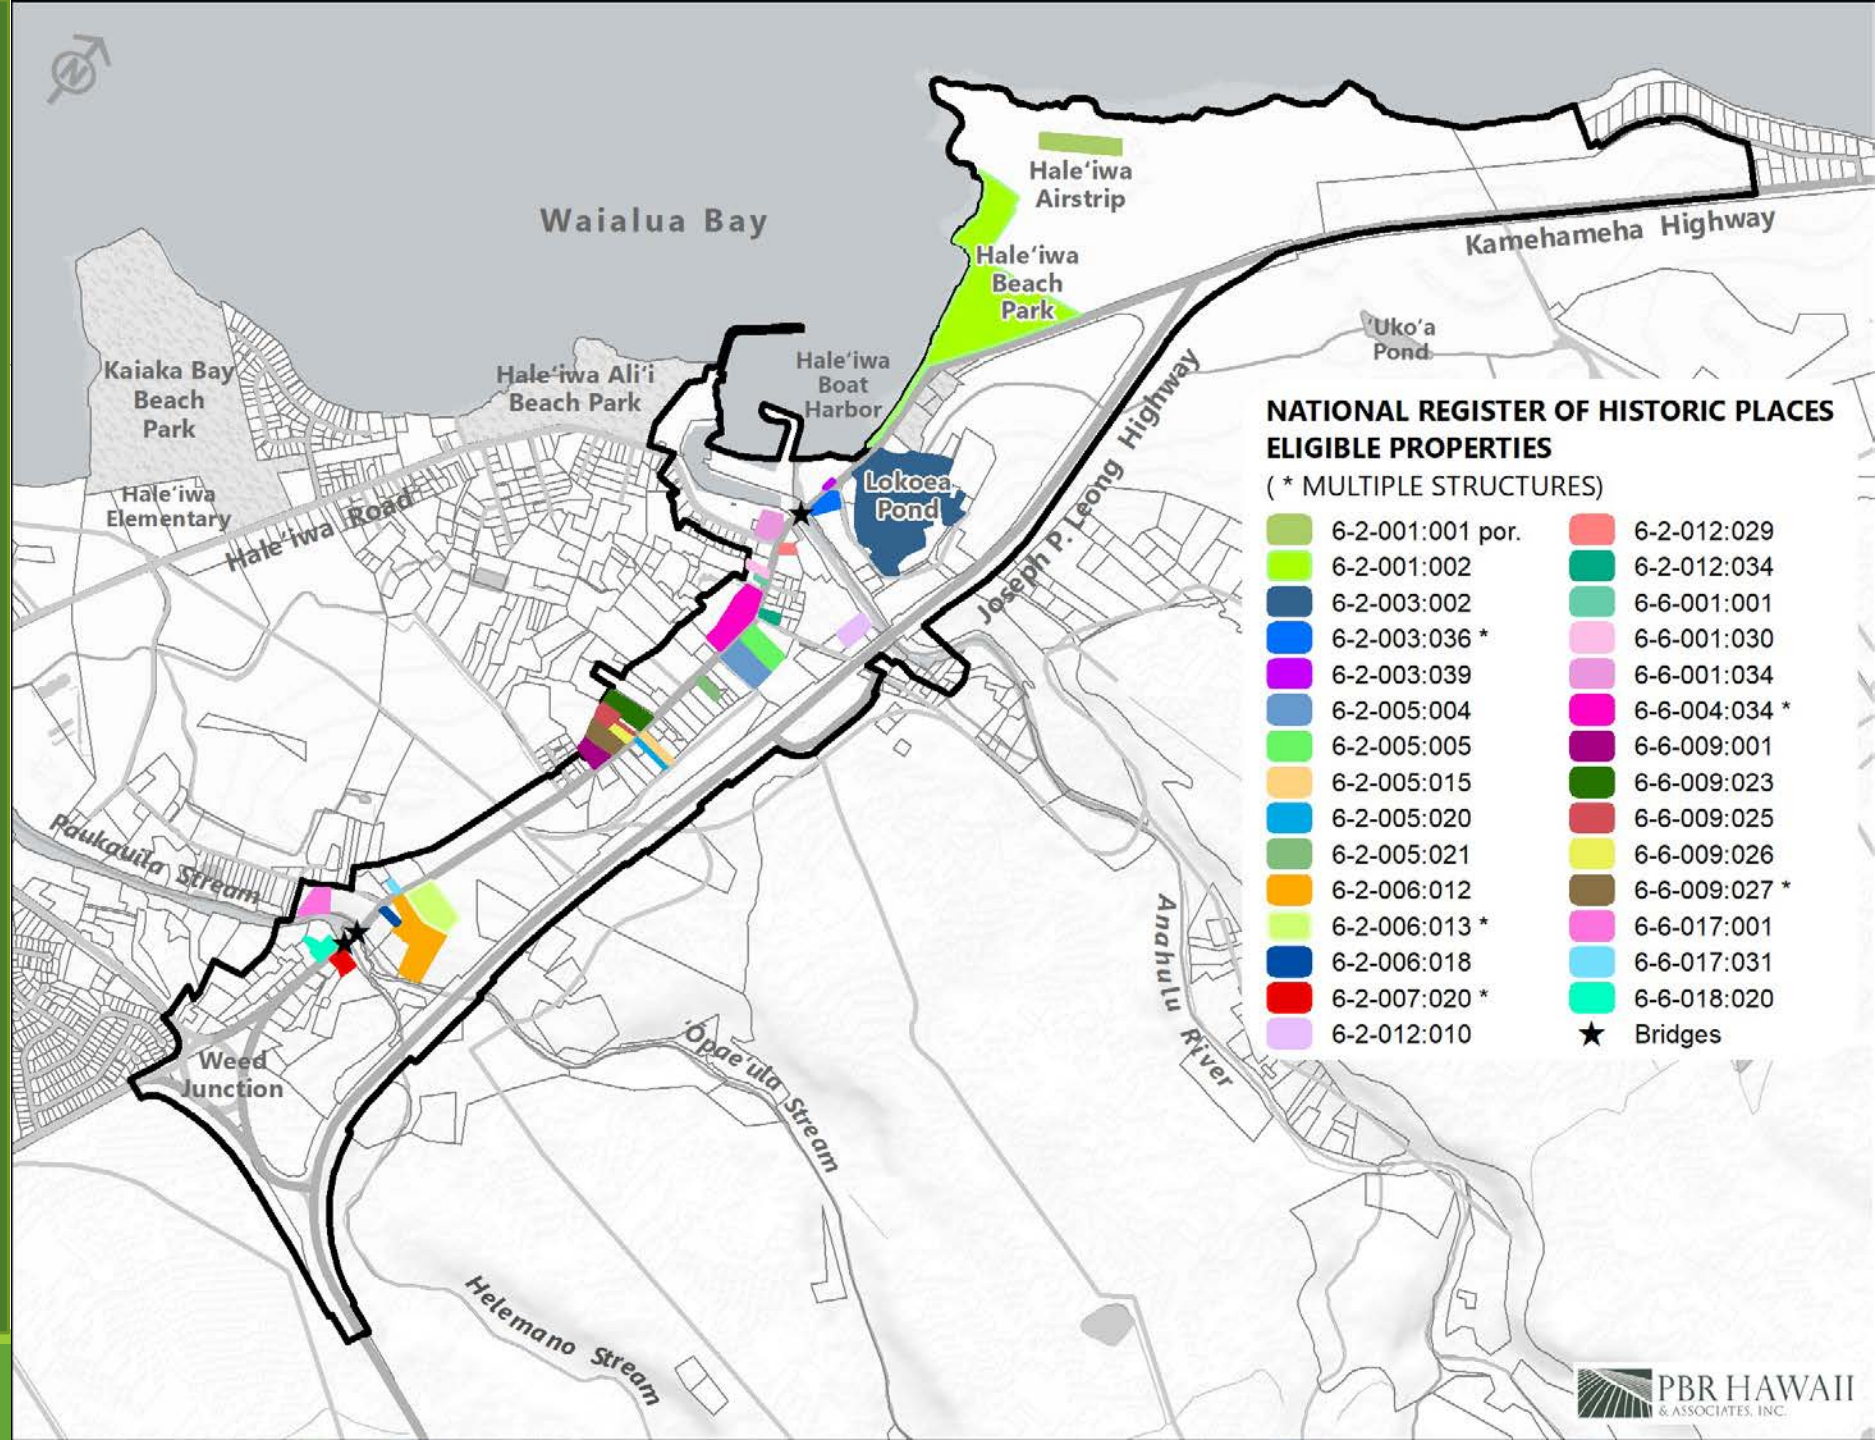 N
Waialua Bay
Hale‘iwa
Airstrip
Hale‘iwa
Beach
Park
Kamehameha Highway
'Uko'a
Pond
Kaiaka Bay
Beach
Park
Hale‘iwa Ali‘i
Beach Park
Hale‘iwa
Boat
Harbor
Hale‘iwa
Elementary
Hale‘iwa Road
Lokoea
Pond
Joseph P. Leong Highway
Paukauila Stream
Weed
Junction
'Ōpae'ula Stream
Anahulu River
Helemano Stream
NATIONAL REGISTER OF HISTORIC PLACES
ELIGIBLE PROPERTIES
( * MULTIPLE STRUCTURES)
6-2-001:001 por.
6-2-001:002
6-2-003:002
6-2-003:036 *
6-2-003:039
6-2-005:004
6-2-005:005
6-2-005:015
6-2-005:020
6-2-005:021
6-2-006:012
6-2-006:013 *
6-2-006:018
6-2-007:020 *
6-2-012:010
6-2-012:029
6-2-012:034
6-6-001:001
6-6-001:030
6-6-001:034
6-6-004:034 *
6-6-009:001
6-6-009:023
6-6-009:025
6-6-009:026
6-6-009:027 *
6-6-017:001
6-6-017:031
6-6-018:020
Bridges
PBR HAWAII
& ASSOCIATES, INC.